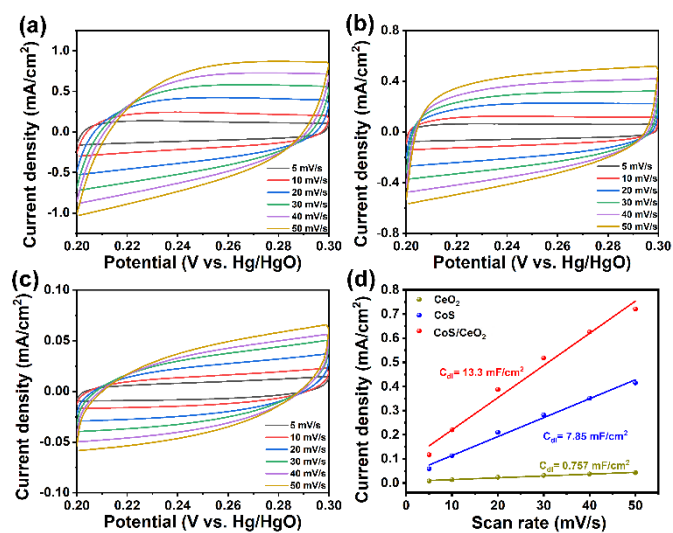 (a)
Current density (mA/cm²)
1.0
0.5
0.0
-0.5
-1.0
5 mV/s
10 mV/s
20 mV/s
30 mV/s
40 mV/s
50 mV/s
0.20 0.22 0.24 0.26 0.28 0.30
Potential (V vs. Hg/HgO)
(b)
Current density (mA/cm²)
0.8
0.4
0.0
-0.4
-0.8
5 mV/s
10 mV/s
20 mV/s
30 mV/s
40 mV/s
50 mV/s
0.20 0.22 0.24 0.26 0.28 0.30
Potential (V vs. Hg/HgO)
(c)
Current density (mA/cm²)
0.10
0.05
0.00
-0.05
-0.10
5 mV/s
10 mV/s
20 mV/s
30 mV/s
40 mV/s
50 mV/s
0.20 0.22 0.24 0.26 0.28 0.30
Potential (V vs. Hg/HgO)
(d)
Current density (mA/cm²)
0.8
0.7
0.6
0.5
0.4
0.3
0.2
0.1
0.0
CeO₂
CoS
CoS/CeO₂
C_dl= 13.3 mF/cm²
C_dl= 7.85 mF/cm²
C_dl= 0.757 mF/cm²
0 10 20 30 40 50 60
Scan rate (mV/s)